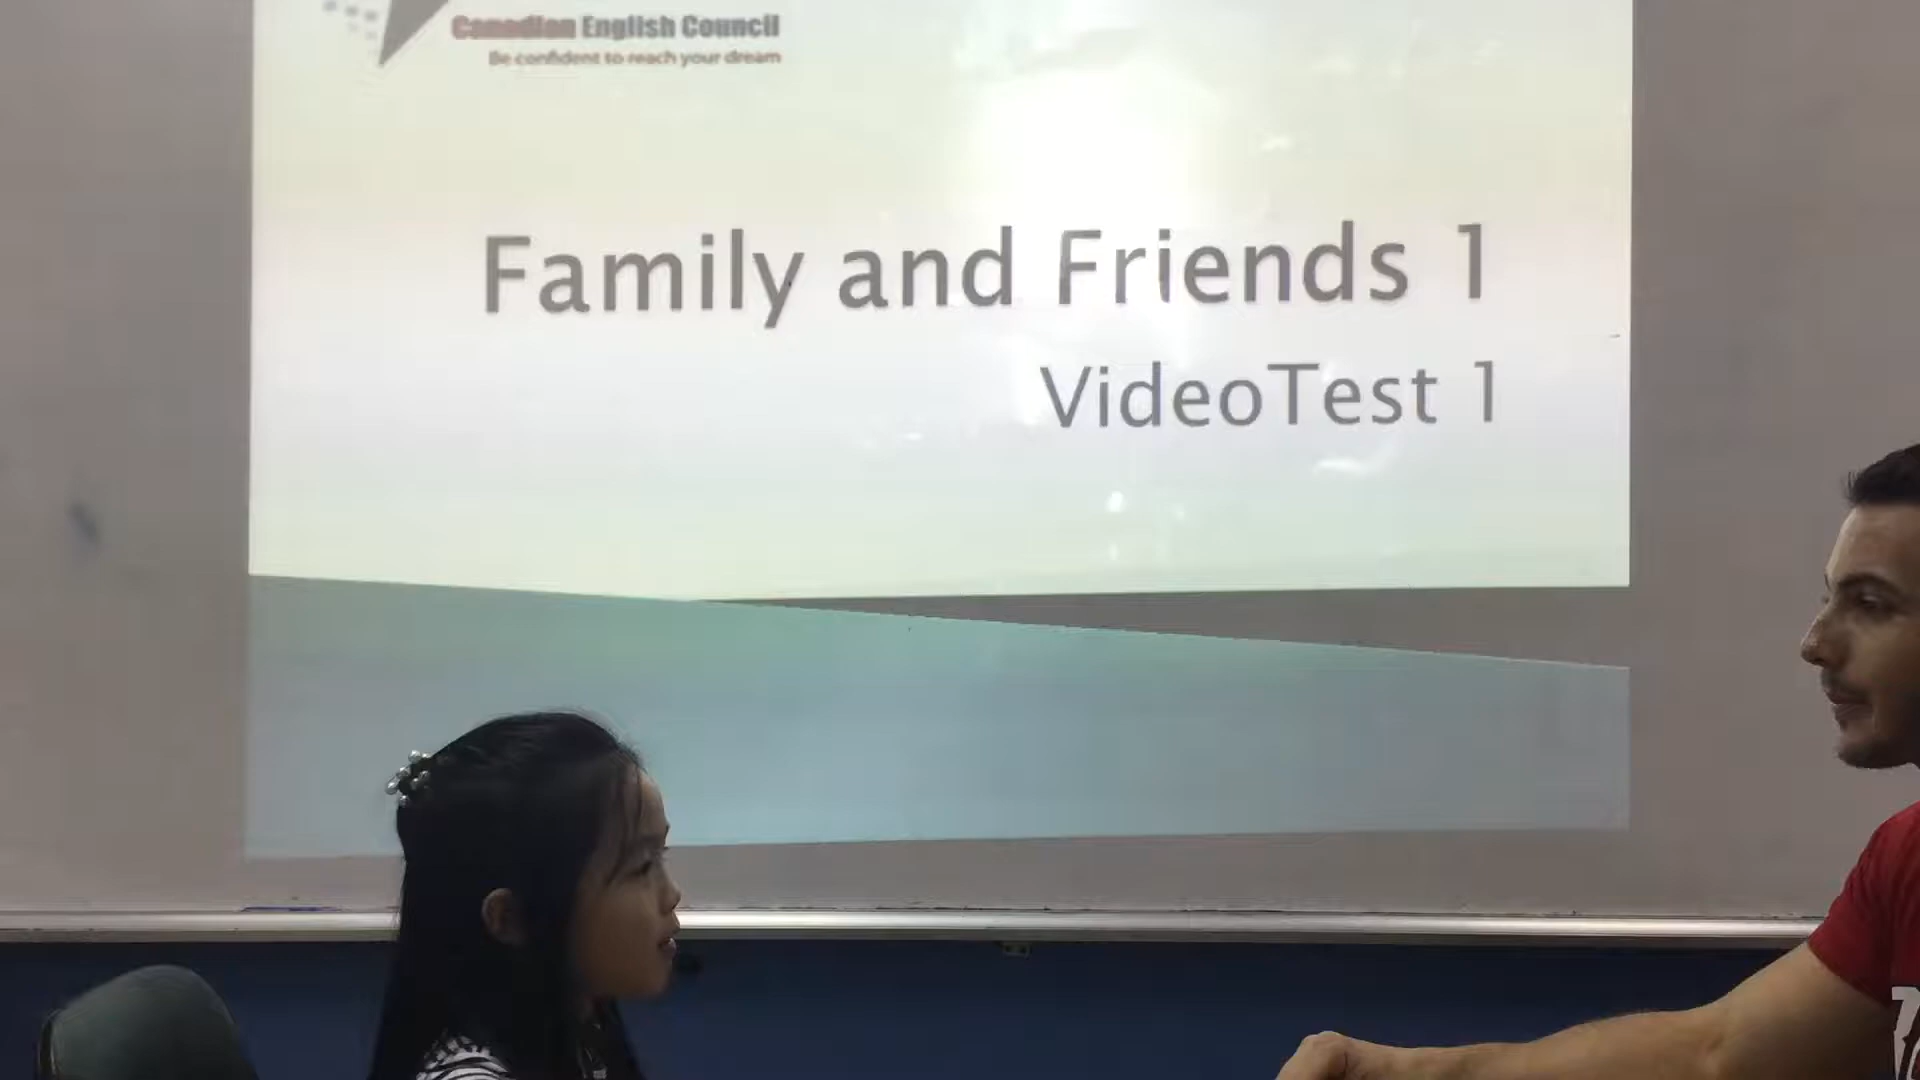 Canadian English Council
Be confident to reach your dream
Family and Friends 1
VideoTest 1